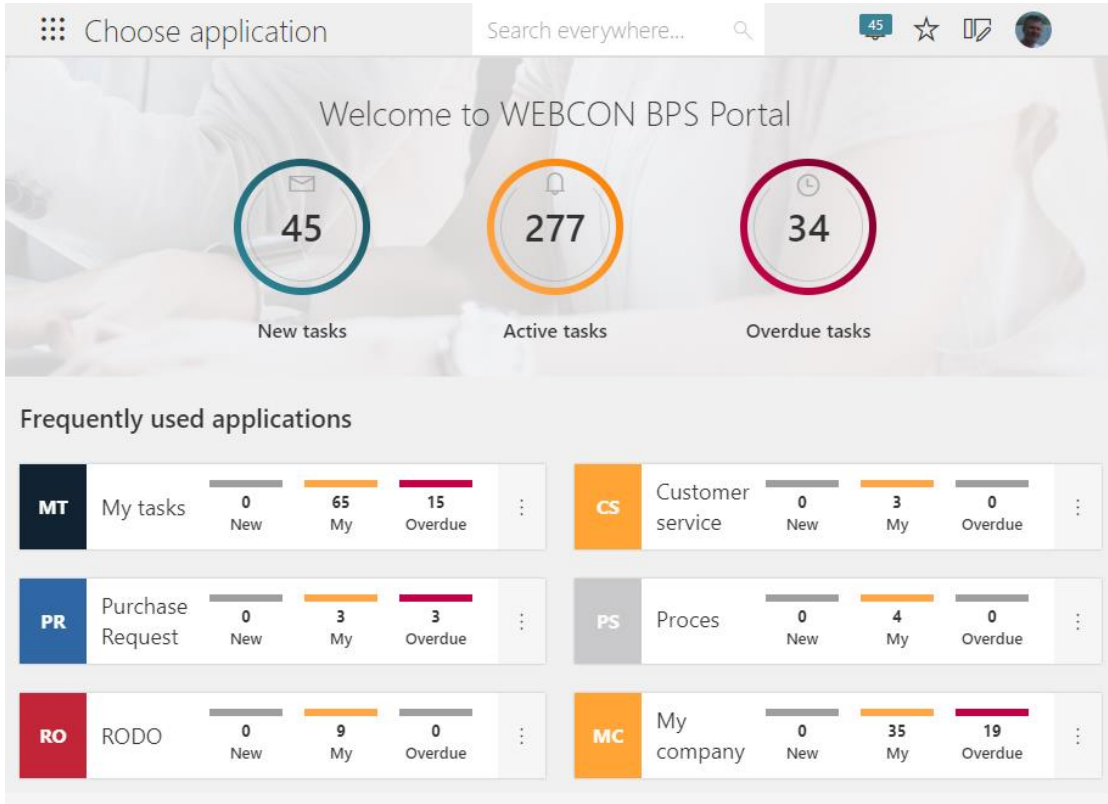 Choose application
Search everywhere...
45
Welcome to WEBCON BPS Portal
45
277
34
New tasks
Active tasks
Overdue tasks
Frequently used applications
MT
My tasks
0
New
65
My
15
Overdue
CS
Customer
service
0
New
3
My
0
Overdue
PR
Purchase
Request
0
New
3
My
3
Overdue
PS
Proces
0
New
4
My
0
Overdue
RO
RODO
0
New
9
My
0
Overdue
MC
My
company
0
New
35
My
19
Overdue